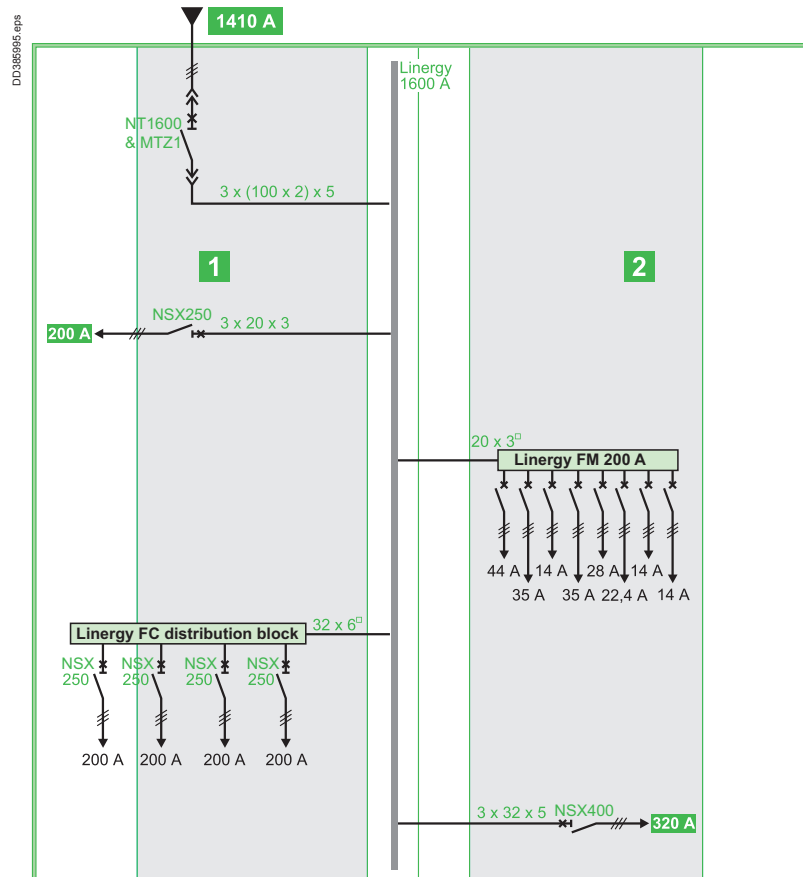 DD385995.eps
1410 A
Linergy
1600 A
NT1600
& MTZ1
3 x (100 x 2) x 5
1
2
NSX250
3 x 20 x 3
200 A
20 x 3□
Linergy FM 200 A
44 A
14 A
28 A
14 A
35 A
35 A
22,4 A
14 A
32 x 6□
Linergy FC distribution block
NSX
250
NSX
250
NSX
250
NSX
250
200 A
200 A
200 A
200 A
3 x 32 x 5
NSX400
320 A